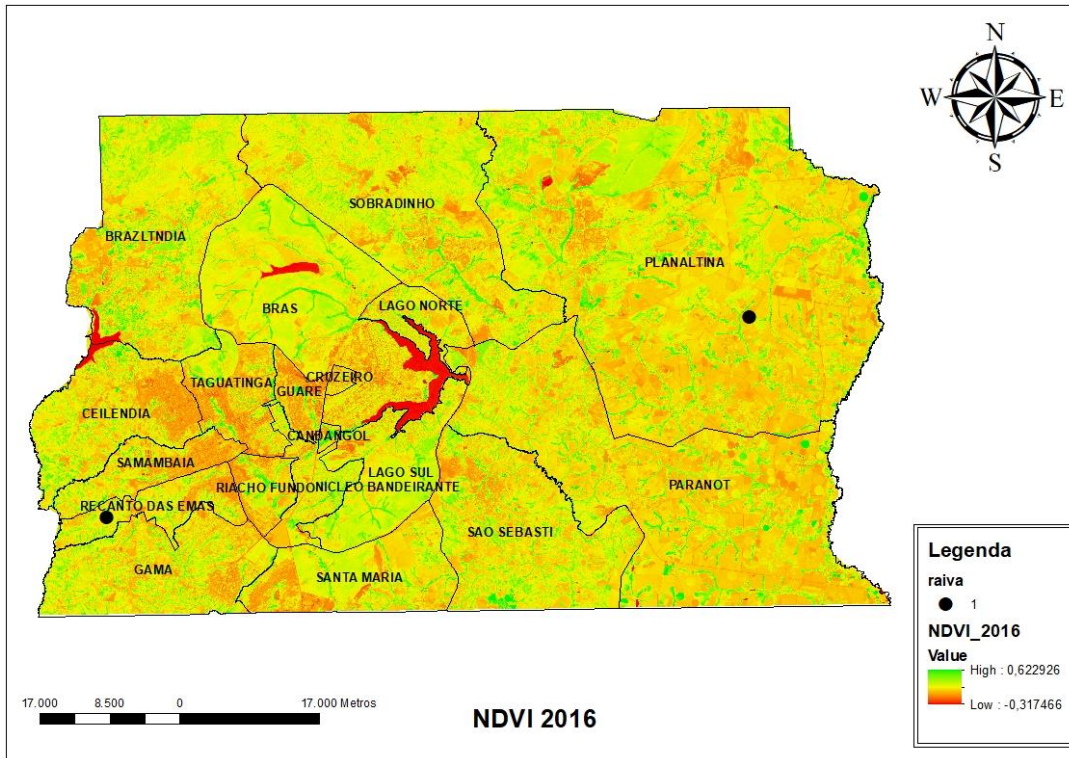 N
W E
S
SOBRADINHO
BRAZLTNDIA
PLANALTINA
BRAS
LAGO NORTE
TAGUATINGA
CRUZEIRO
GUARE
CEILENDIA
CANDANGOL
SAMAMBAIA
LAGO SUL
RIACHO FUNDO
NICLEO BANDEIRANTE
PARANOT
RECANTO DAS EMAS
SAO SEBASTI
GAMA
SANTA MARIA
Legenda
raiva
1
NDVI_2016
Value
High : 0,622926
Low : -0,317466
17.000 8.500 0 17.000 Metros
NDVI 2016